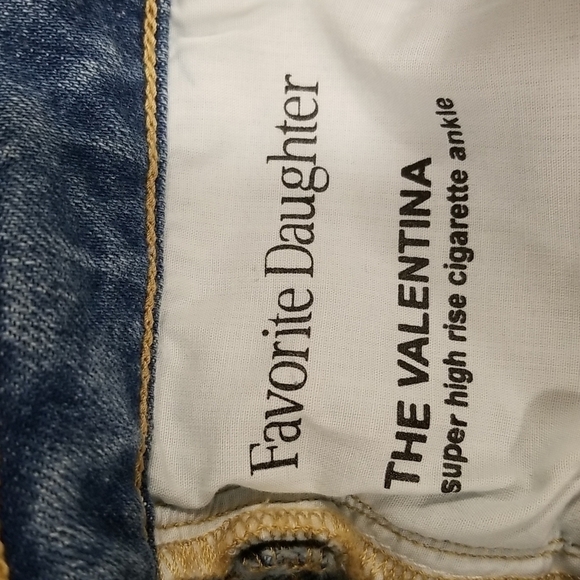 Favorite Daughter
THE VALENTINA
super high rise cigarette ankle